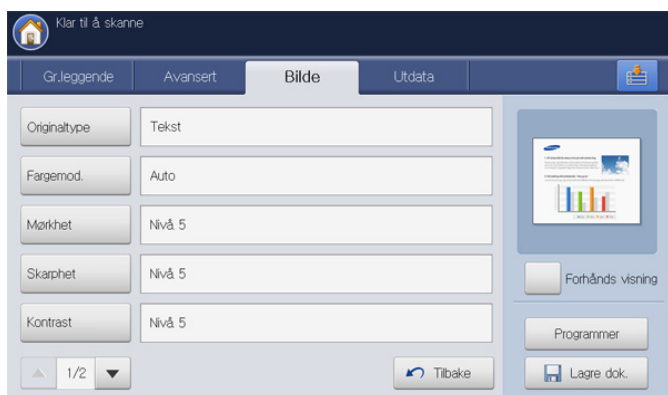 Klar til å skanne
Gr.leggende
Avansert
Bilde
Utdata
Originaltype
Tekst
Fargemod.
Auto
Mørkhet
Nivå 5
Skarphet
Nivå 5
Forhånds visning
Kontrast
Nivå 5
Programmer
1/2
Tilbake
Lagre dok.